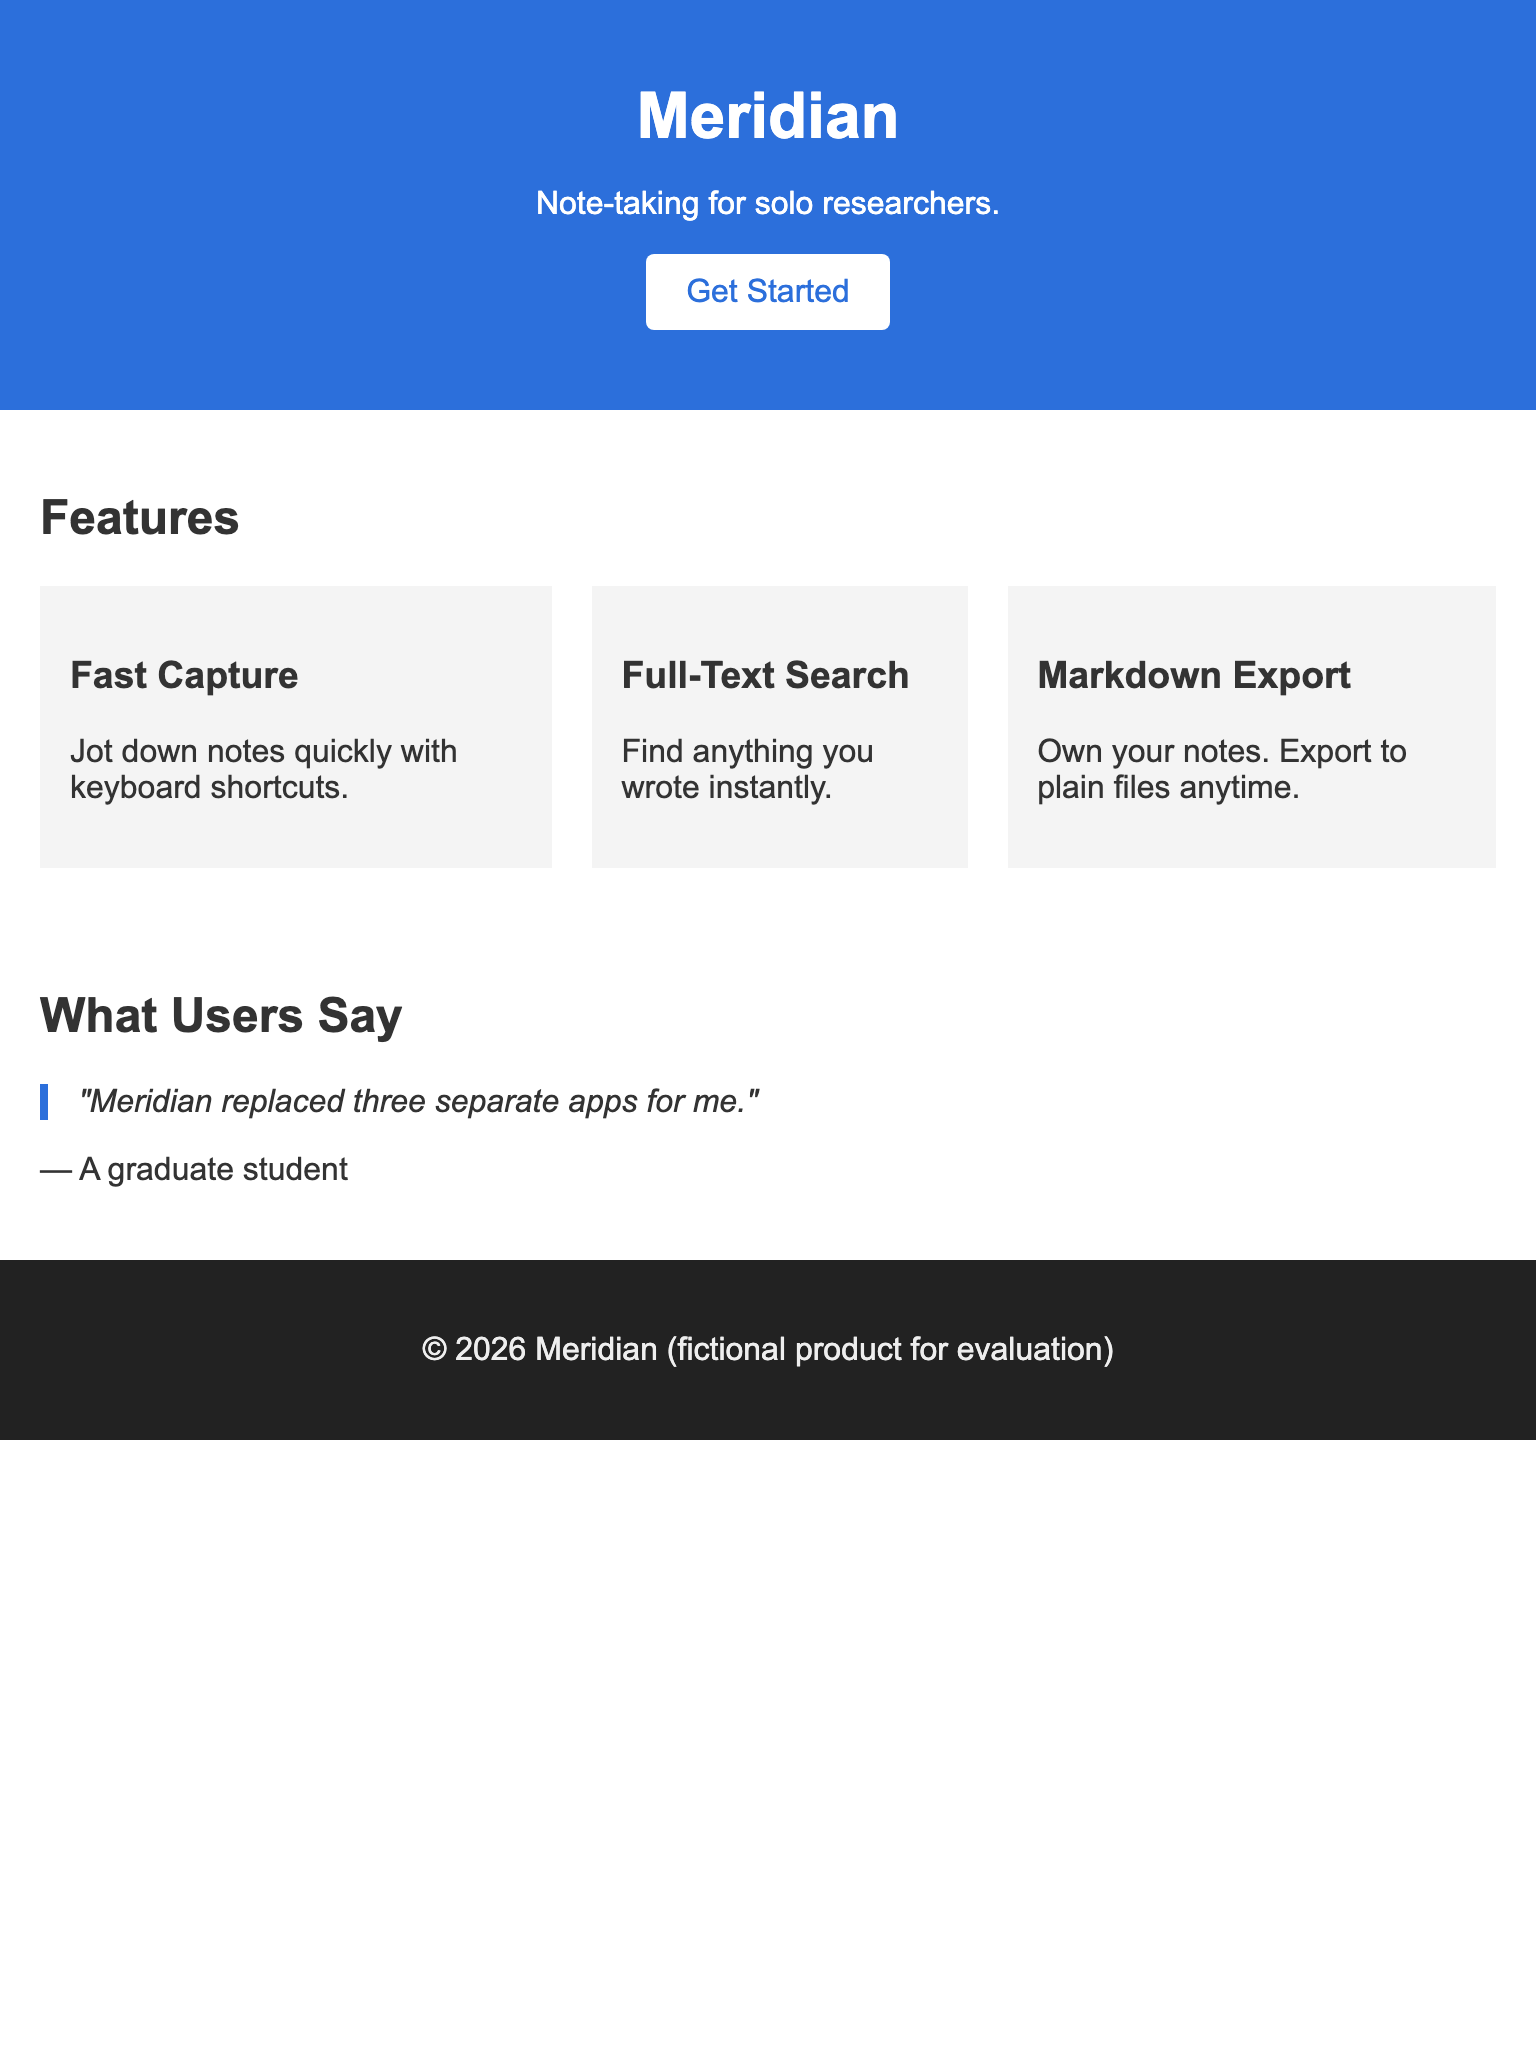 Meridian
Note-taking for solo researchers.
Get Started
Features
Fast Capture
Jot down notes quickly with
keyboard shortcuts.
Full-Text Search
Find anything you
wrote instantly.
Markdown Export
Own your notes. Export to
plain files anytime.
What Users Say
"Meridian replaced three separate apps for me."
— A graduate student
© 2026 Meridian (fictional product for evaluation)